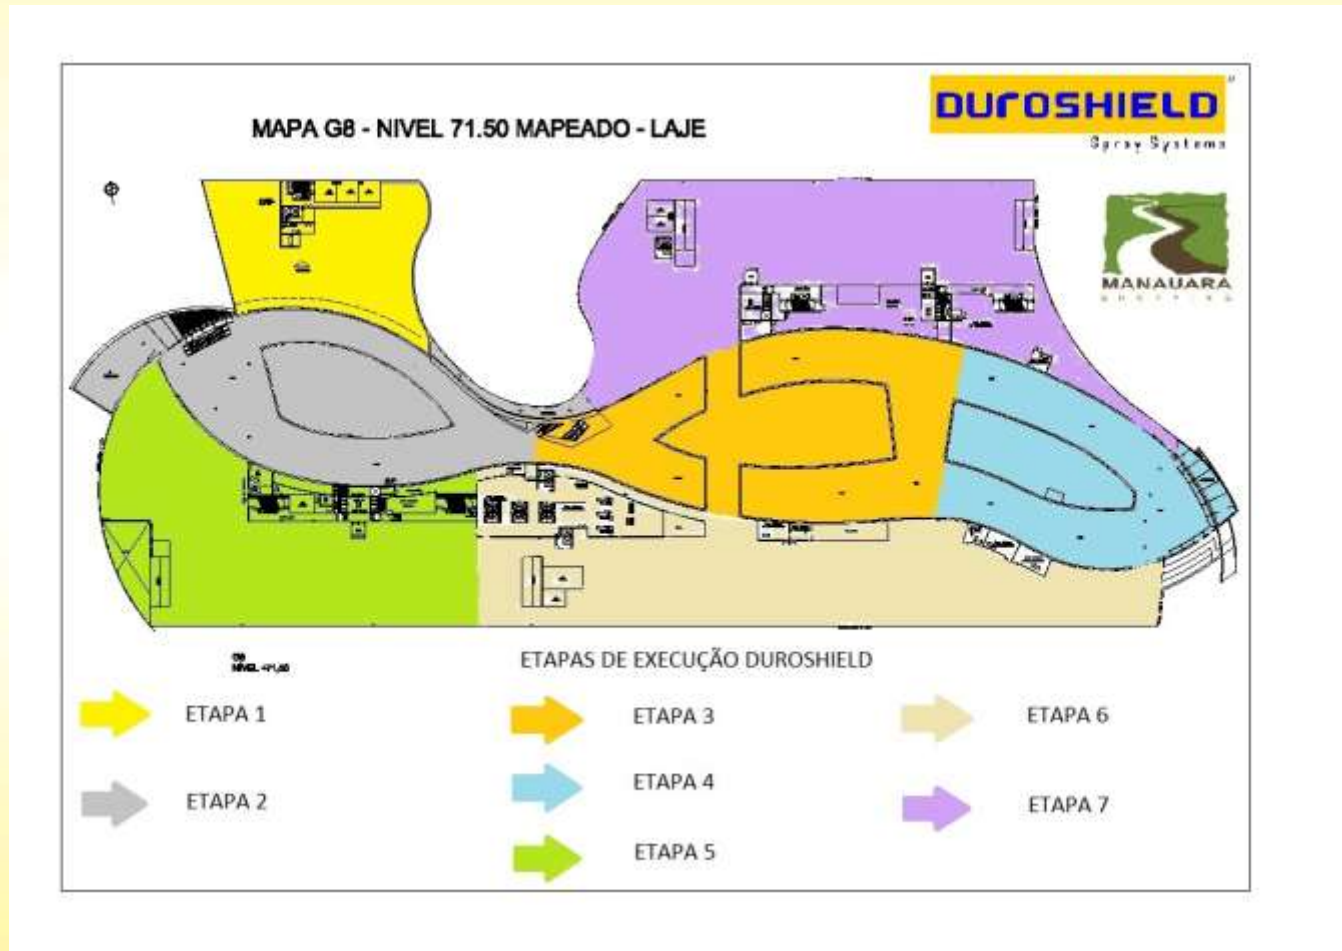 DUROSHIELD
Spray Systems
MAPA G8 - NIVEL 71.50 MAPEADO - LAJE
MANAUARA
SHOPPING
ETAPAS DE EXECUÇÃO DUROSHIELD
ETAPA 1
ETAPA 3
ETAPA 6
ETAPA 2
ETAPA 4
ETAPA 7
ETAPA 5